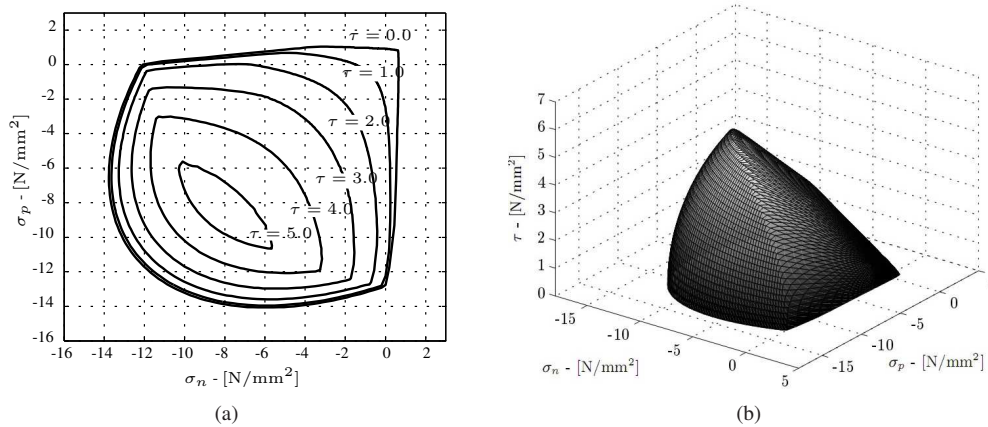 2
0
-2
-4
-6
-8
-10
-12
-14
-16
σp - [N/mm²]
τ = 0.0
τ = 1.0
τ = 2.0
τ = 3.0
τ = 4.0
τ = 5.0
-16 -14 -12 -10 -8 -6 -4 -2 0 2
σn - [N/mm²]
(a)
7
6
5
4
3
2
1
0
τ - [N/mm²]
-15 -10 -5 0 5
σn - [N/mm²]
-15 -10 -5 0
σp - [N/mm²]
(b)